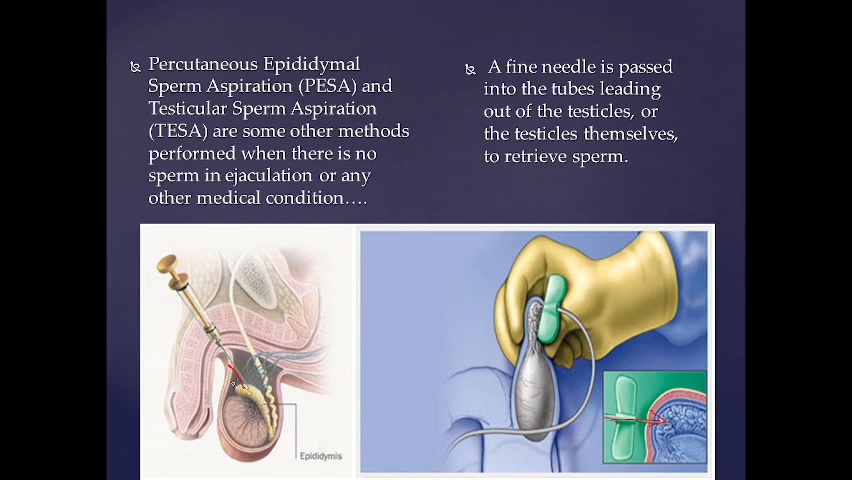 Percutaneous Epididymal
Sperm Aspiration (PESA) and
Testicular Sperm Aspiration
(TESA) are some other methods
performed when there is no
sperm in ejaculation or any
other medical condition….
A fine needle is passed
into the tubes leading
out of the testicles, or
the testicles themselves,
to retrieve sperm.
Epididymis